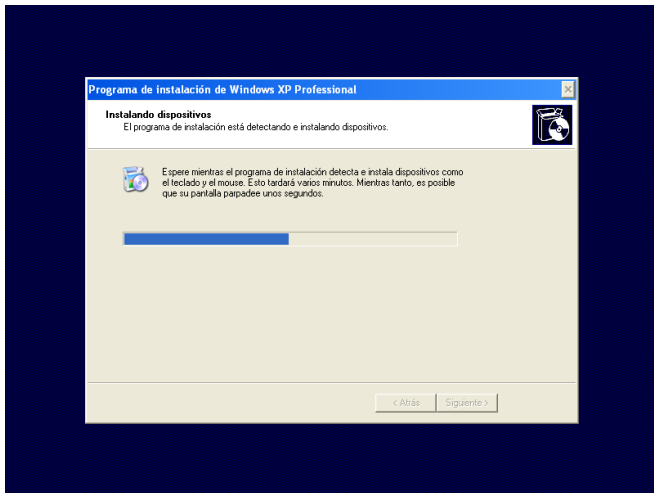 Programa de instalación de Windows XP Professional
Instalando dispositivos
El programa de instalación está detectando e instalando dispositivos.
Espere mientras el programa de instalación detecta e instala dispositivos como
el teclado y el mouse. Esto tardará varios minutos. Mientras tanto, es posible
que su pantalla parpadee unos segundos.
< Atrás
Siguiente >